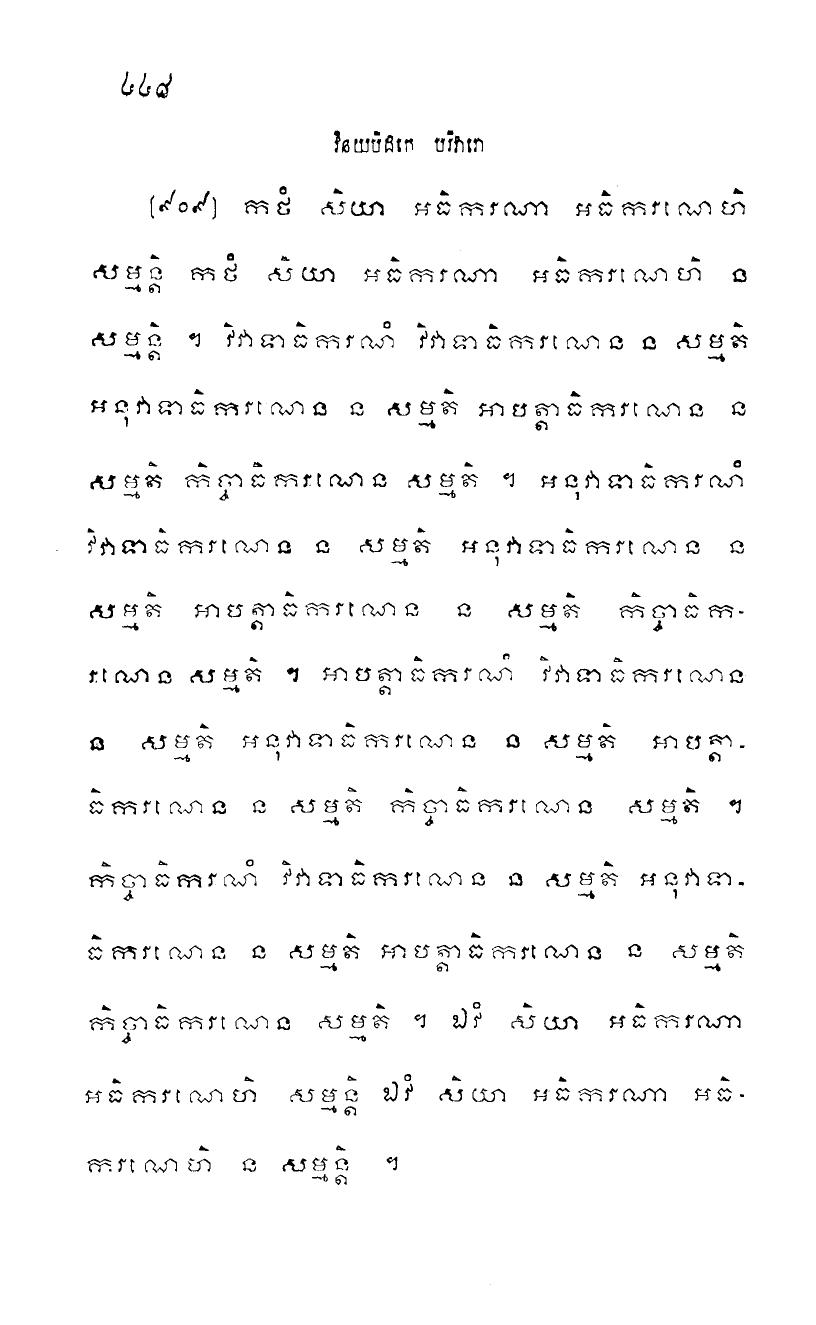 ៤៤៨
វិនយបិដកេ បរិវារោ
(៩០៩) កថំ សិយា អធិករណា អធិករណេហិ
សម្មន្តិ កថំ សិយា អធិករណា អធិករណេហិ ន
សម្មន្តិ ។ វិវាទាធិករណំ វិវាទាធិករណេន ន សម្មតិ
អនុវាទាធិករណេន ន សម្មតិ អាបត្តាធិករណេន ន
សម្មតិ កិច្ចាធិករណេន សម្មតិ ។ អនុវាទាធិករណំ
វិវាទាធិករណេន ន សម្មតិ អនុវាទាធិករណេន ន
សម្មតិ អាបត្តាធិករណេន ន សម្មតិ កិច្ចាធិក-
រណេន សម្មតិ ។ អាបត្តាធិករណំ វិវាទាធិករណេន
ន សម្មតិ អនុវាទាធិករណេន ន សម្មតិ អាបត្តា-
ធិករណេន ន សម្មតិ កិច្ចាធិករណេន សម្មតិ ។
កិច្ចាធិករណំ វិវាទាធិករណេន ន សម្មតិ អនុវាទា-
ធិករណេន ន សម្មតិ អាបត្តាធិករណេន ន សម្មតិ
កិច្ចាធិករណេន សម្មតិ ។ ឯវំ សិយា អធិករណា
អធិករណេហិ សម្មន្តិ ឯវំ សិយា អធិករណា អធិ-
ករណេហិ ន សម្មន្តិ ។